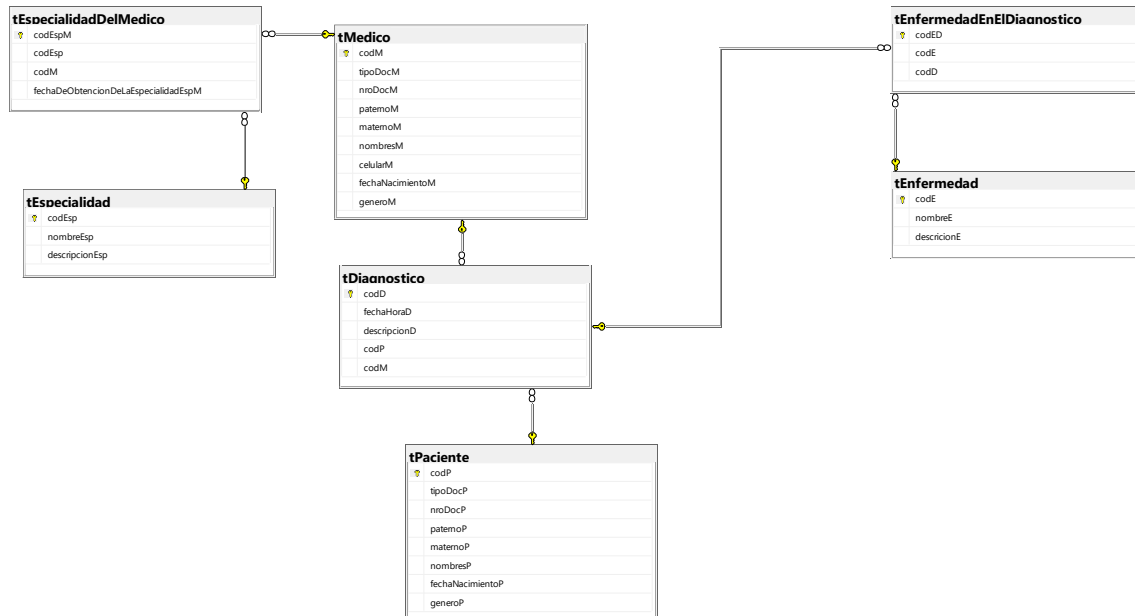 tEspecialidadDelMedico
codEspM
codEsp
codM
fechaDeObtencionDeLaEspecialidadEspM
tMedico
codM
tipoDocM
nroDocM
paternoM
maternoM
nombresM
celularM
fechaNacimientoM
generoM
tEnfermedadEnElDiagnostico
codED
codE
codD
tEspecialidad
codEsp
nombreEsp
descripcionEsp
tEnfermedad
codE
nombreE
descricionE
tDiagnostico
codD
fechaHoraD
descripcionD
codP
codM
tPaciente
codP
tipoDocP
nroDocP
paternoP
maternoP
nombresP
fechaNacimientoP
generoP